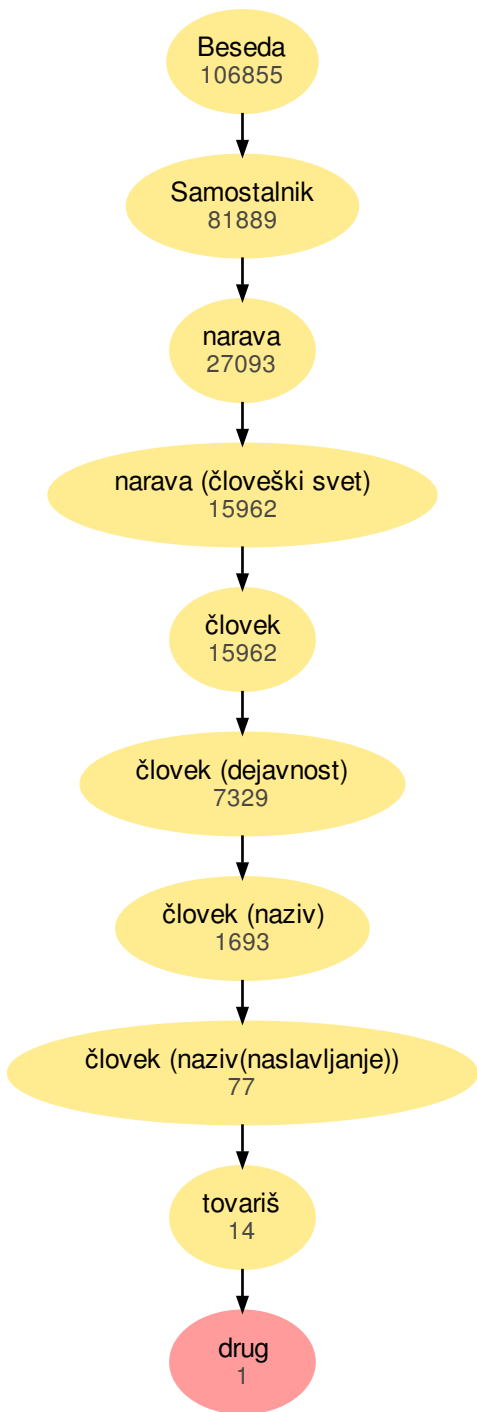 Beseda
106855
Samostalnik
81889
narava
27093
narava (človeški svet)
15962
človek
15962
človek (dejavnost)
7329
človek (naziv)
1693
človek (naziv(naslavljanje))
77
tovariš
14
drug
1